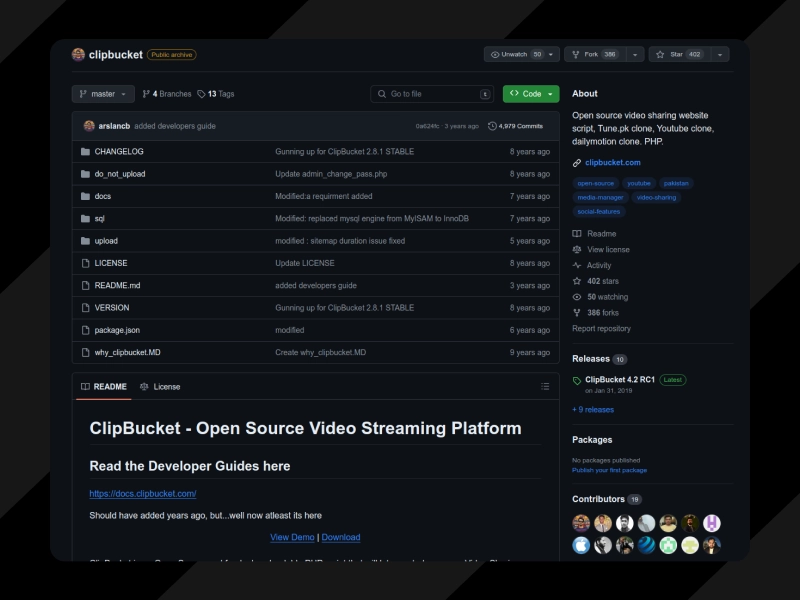 clipbucket Public archive Unwatch 50 Fork 386 Star 402
master 4 Branches 13 Tags Go to file t Code
arslancb added developers guide 0a624fc · 3 years ago 4,979 Commits
CHANGELOG Gunning up for ClipBucket 2.8.1 STABLE 8 years ago
do_not_upload Update admin_change_pass.php 8 years ago
docs Modified:a requirment added 7 years ago
sql Modified: replaced mysql engine from MyISAM to InnoDB 7 years ago
upload modified : sitemap duration issue fixed 5 years ago
LICENSE Update LICENSE 8 years ago
README.md added developers guide 3 years ago
VERSION Gunning up for ClipBucket 2.8.1 STABLE 8 years ago
package.json modified 6 years ago
why_clipbucket.MD Create why_clipbucket.MD 9 years ago
README License
ClipBucket - Open Source Video Streaming Platform
Read the Developer Guides here
https://docs.clipbucket.com/
Should have added years ago, but...well now atleast its here
View Demo | Download
About
Open source video sharing website
script, Tune.pk clone, Youtube clone,
dailymotion clone. PHP.
clipbucket.com
open-source youtube pakistan
media-manager video-sharing
social-features
Readme
View license
Activity
402 stars
50 watching
386 forks
Report repository
Releases 10
ClipBucket 4.2 RC1 Latest
on Jan 31, 2019
+ 9 releases
Packages
No packages published
Publish your first package
Contributors 19